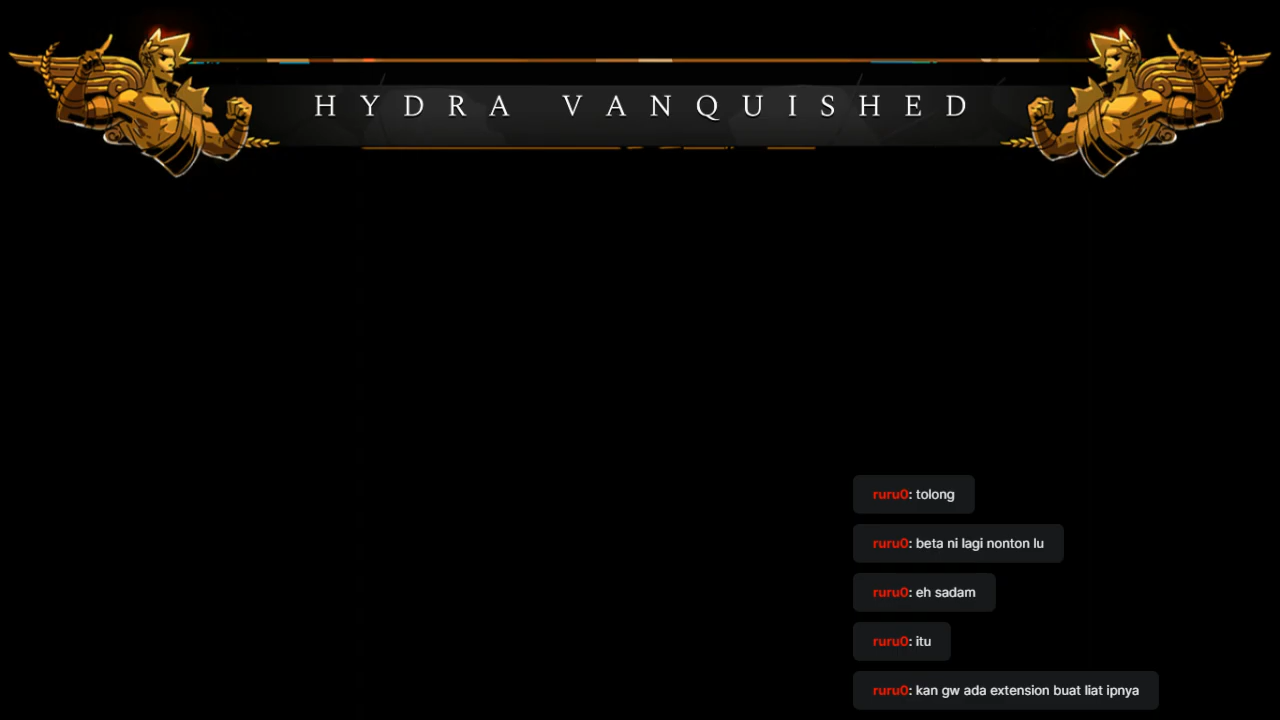 HYDRA VANQUISHED
ruru0: tolong
ruru0: beta ni lagi nonton lu
ruru0: eh sadam
ruru0: itu
ruru0: kan gw ada extension buat liat ipnya